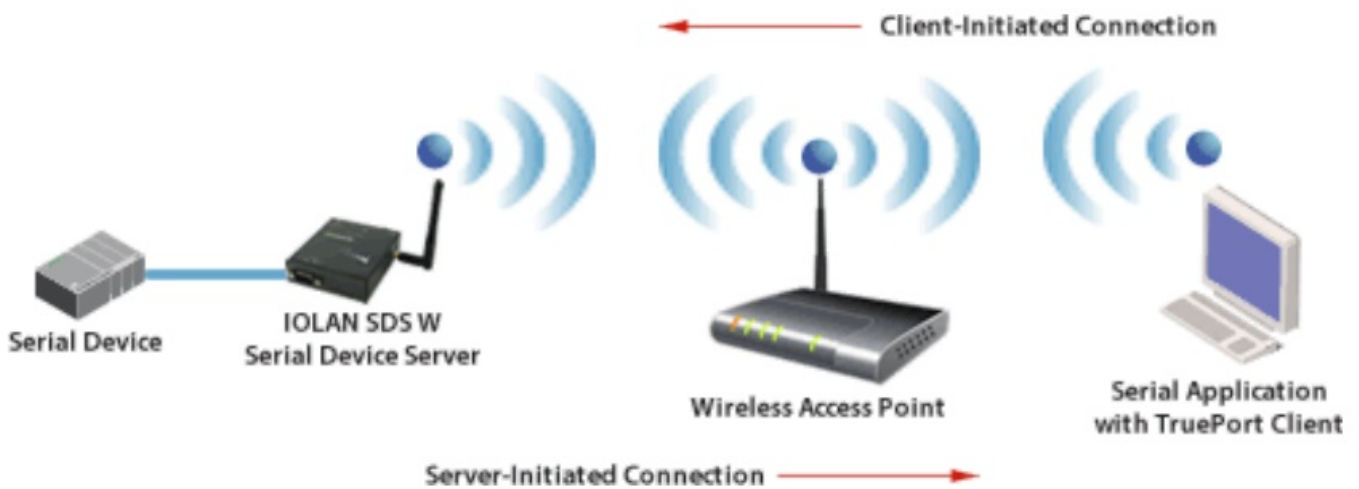 Client-Initiated Connection
Serial Device
IOLAN SDS W
Serial Device Server
Wireless Access Point
Serial Application
with TruePort Client
Server-Initiated Connection